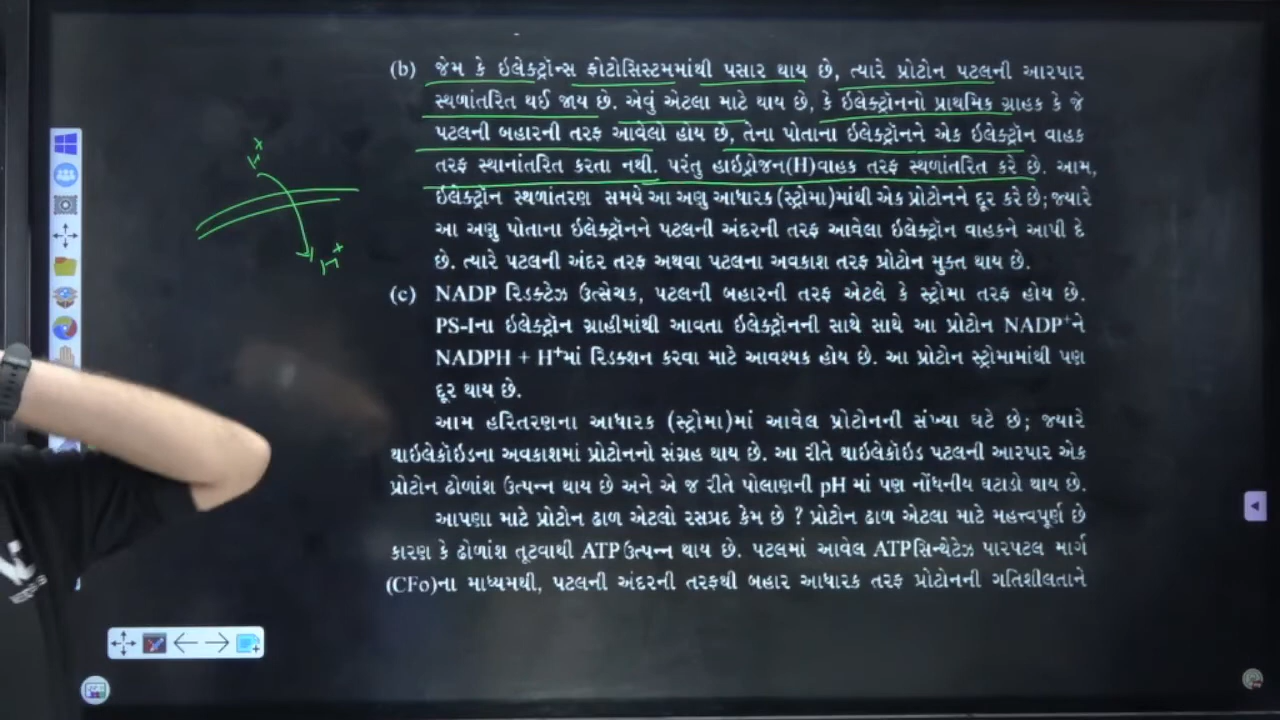 (b) જેમ કે ઇલેક્ટ્રૉન્સ ફોટોસિસ્ટમમાંથી પસાર થાય છે, ત્યારે પ્રોટોન પટલની આરપાર
સ્થળાંતરિત થઈ જાય છે. એવું એટલા માટે થાય છે, કે ઇલેક્ટ્રૉનનો પ્રાથમિક ગ્રાહક કે જે
પટલની બહારની તરફ આવેલો હોય છે, તેના પોતાના ઇલેક્ટ્રૉનને એક ઇલેક્ટ્રૉન વાહક
તરફ સ્થાનાંતરિત કરતા નથી. પરંતુ હાઇડ્રોજન(H)વાહક તરફ સ્થળાંતરિત કરે છે. આમ,
ઇલેક્ટ્રૉન સ્થળાંતરણ સમયે આ અણુ આધારક (સ્ટ્રોમા)માંથી એક પ્રોટોનને દૂર કરે છે; જ્યારે
આ અણુ પોતાના ઇલેક્ટ્રૉનને પટલની અંદરની તરફ આવેલા ઇલેક્ટ્રૉન વાહકને આપી દે
છે. ત્યારે પટલની અંદર તરફ અથવા પટલના અવકાશ તરફ પ્રોટોન મુક્ત થાય છે.
(c) NADP રિડક્ટેઝ ઉત્સેચક, પટલની બહારની તરફ એટલે કે સ્ટ્રોમા તરફ હોય છે.
PS-Iના ઇલેક્ટ્રૉન ગ્રાહીમાંથી આવતા ઇલેક્ટ્રૉનની સાથે સાથે આ પ્રોટોન NADP⁺ને
NADPH + H⁺માં રિડક્શન કરવા માટે આવશ્યક હોય છે. આ પ્રોટોન સ્ટ્રોમામાંથી પણ
દૂર થાય છે.
આમ હરિતકણના આધારક (સ્ટ્રોમા)માં આવેલ પ્રોટોનની સંખ્યા ઘટે છે; જ્યારે
થાઇલેકૉઇડના અવકાશમાં પ્રોટોનનો સંગ્રહ થાય છે. આ રીતે થાઇલેકૉઇડ પટલની આરપાર એક
પ્રોટોન ઢોળાંશ ઉત્પન્ન થાય છે અને એ જ રીતે પોલાણની pH માં પણ નોંધનીય ઘટાડો થાય છે.
આપણા માટે પ્રોટોન ઢાળ એટલો રસપ્રદ કેમ છે ? પ્રોટોન ઢાળ એટલા માટે મહત્ત્વપૂર્ણ છે
કારણ કે ઢોળાંશ તૂટવાથી ATP ઉત્પન્ન થાય છે. પટલમાં આવેલ ATPસિન્થેટેઝ પારપટલ માર્ગ
(CFo)ના માધ્યમથી, પટલની અંદરની તરફથી બહાર આધારક તરફ પ્રોટોનની ગતિશીલતાને